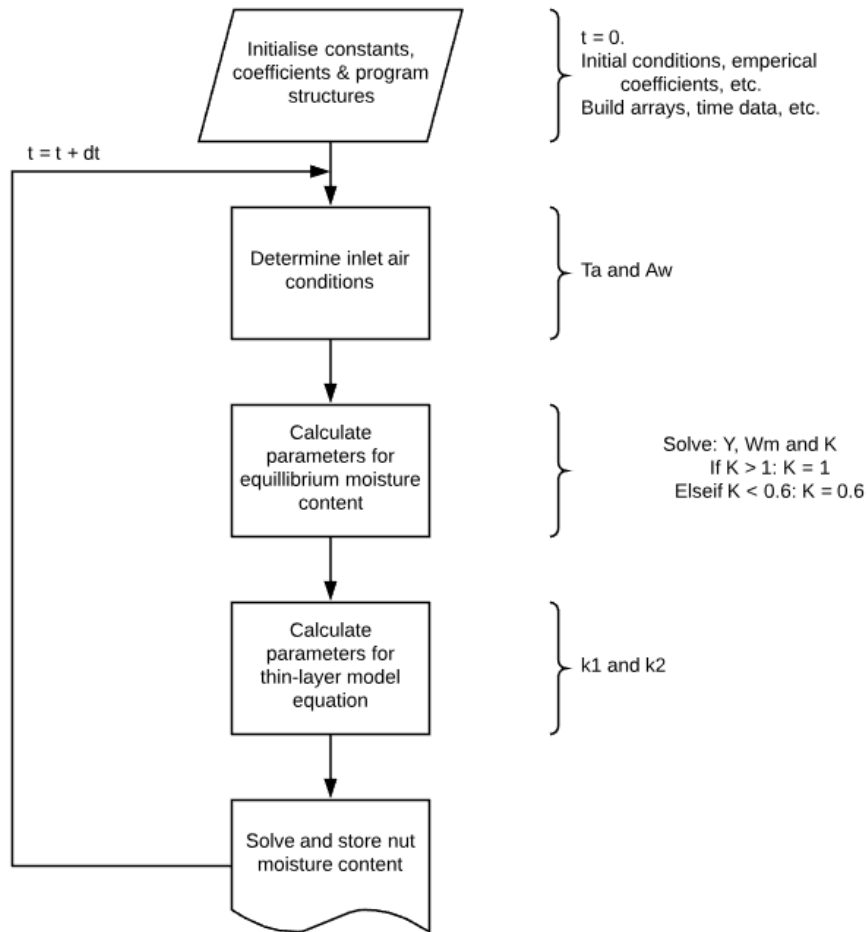 Initialise constants,
coefficients & program
structures
t = 0.
Initial conditions, emperical
coefficients, etc.
Build arrays, time data, etc.
t = t + dt
Determine inlet air
conditions
Ta and Aw
Calculate
parameters for
equillibrium moisture
content
Solve: Y, Wm and K
If K > 1: K = 1
Elseif K < 0.6: K = 0.6
Calculate
parameters for
thin-layer model
equation
k1 and k2
Solve and store nut
moisture content